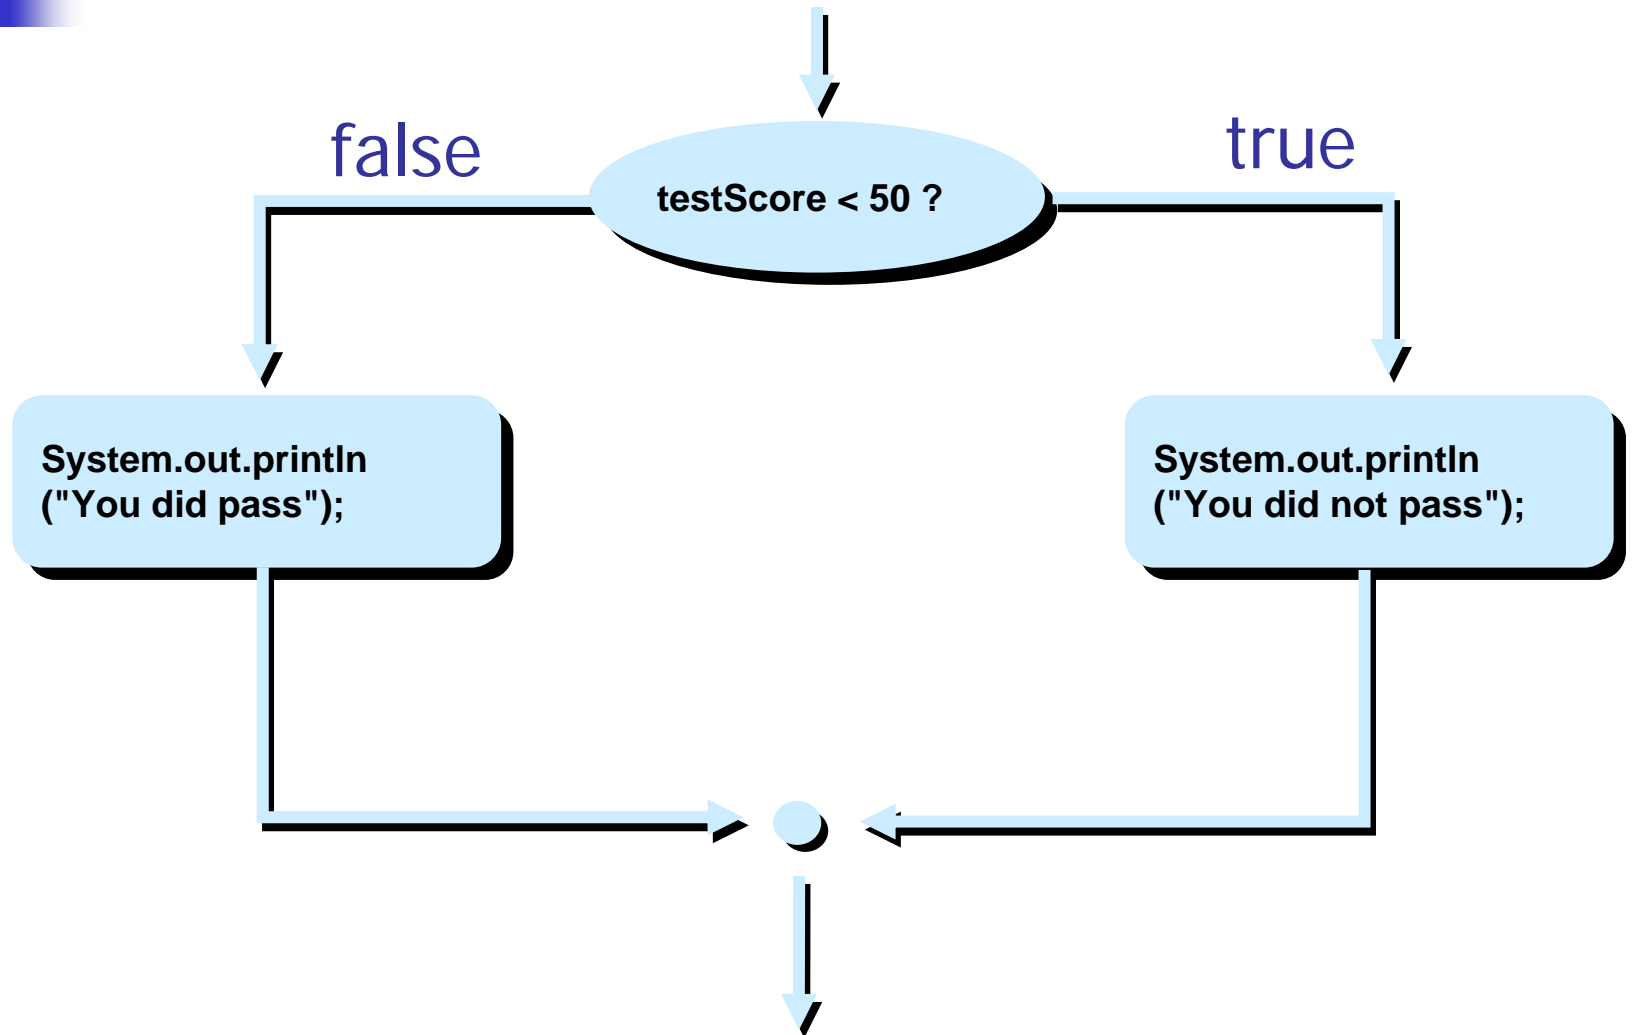 false
true
testScore < 50 ?
System.out.println
("You did pass");
System.out.println
("You did not pass");